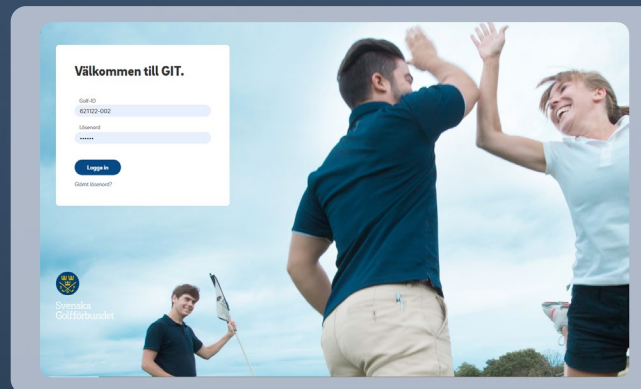 Välkommen till GIT.
Golf-ID
621122-002
Lösenord
••••••
Logga in
Glömt lösenord?
Svenska
Golfförbundet